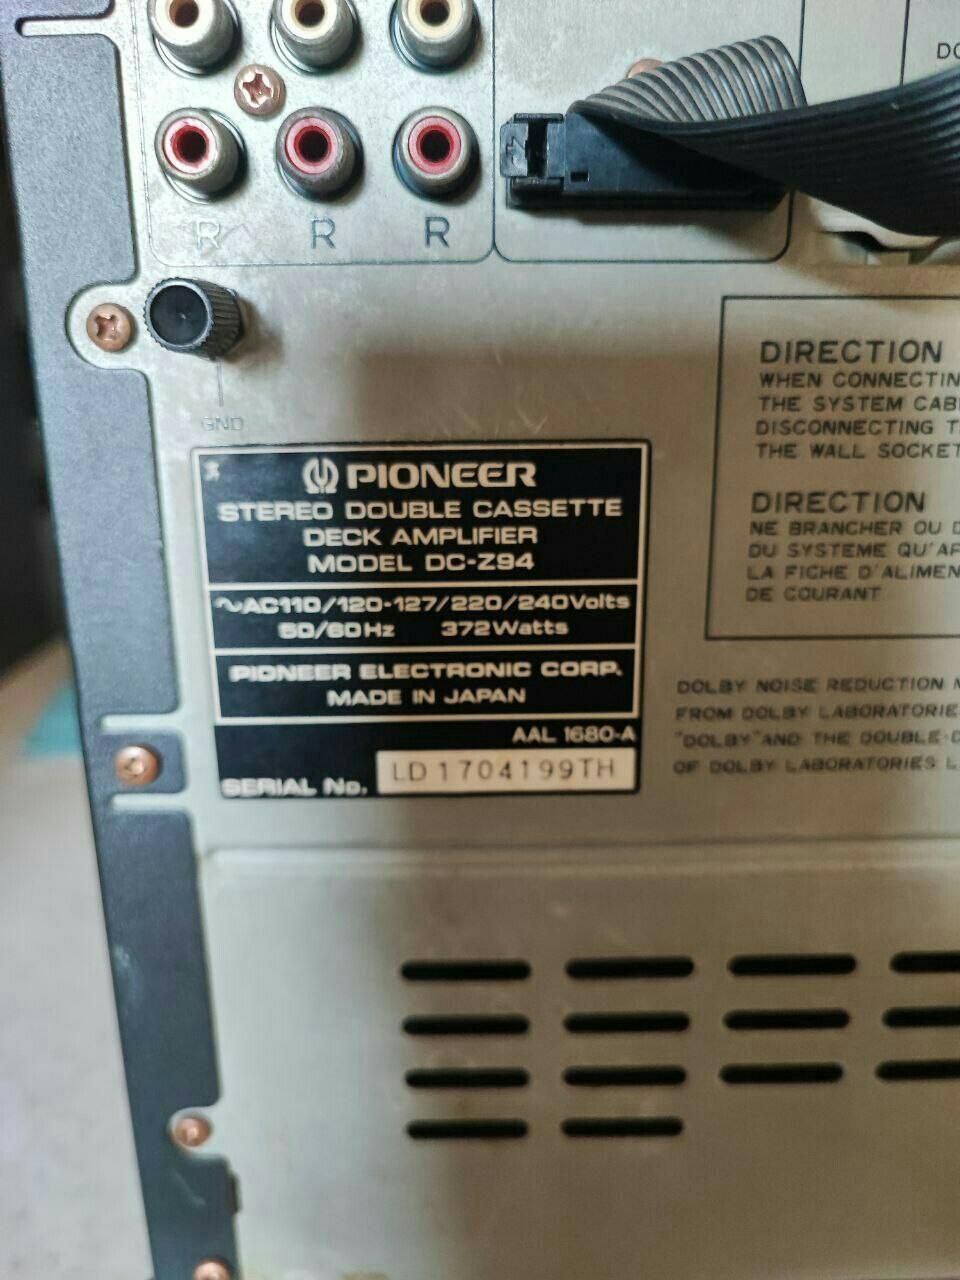 DO
R R R
GND
DIRECTION
WHEN CONNECTIN
THE SYSTEM CAB
DISCONNECTING T
THE WALL SOCKET
DIRECTION
NE BRANCHER OU D
DU SYSTEME QU'AP
LA FICHE D'ALIMEN
DE COURANT
PIONEER
STEREO DOUBLE CASSETTE
DECK AMPLIFIER
MODEL DC-Z94
~AC110/120-127/220/240Volts
50/60Hz 372Watts
PIONEER ELECTRONIC CORP.
MADE IN JAPAN
AAL 1680-A
SERIAL No. LD1704199TH
DOLBY NOISE REDUCTION M
FROM DOLBY LABORATORIE
"DOLBY" AND THE DOUBLE-D
OF DOLBY LABORATORIES L